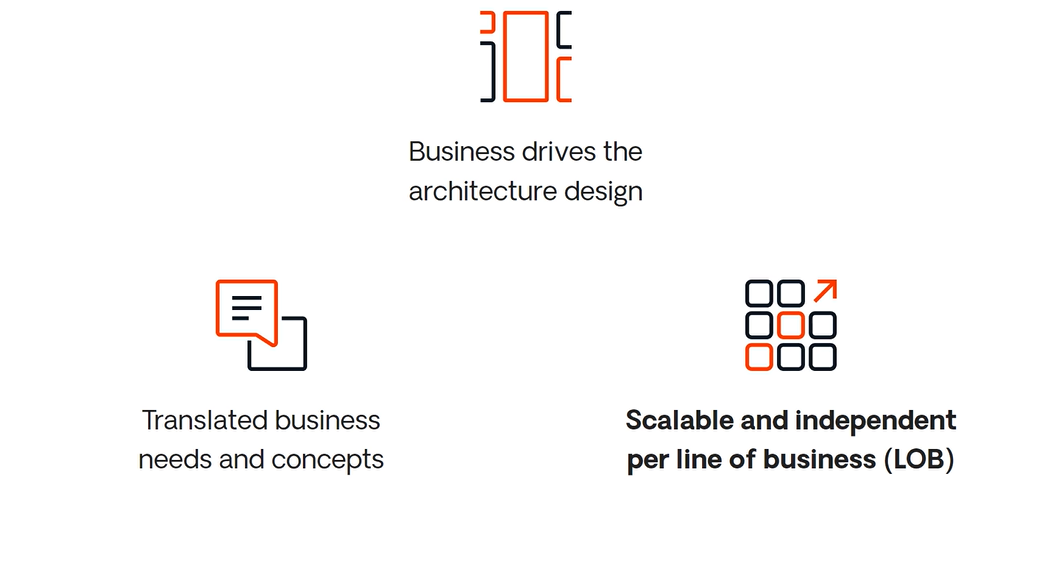 Business drives the
architecture design
Translated business
needs and concepts
Scalable and independent
per line of business (LOB)